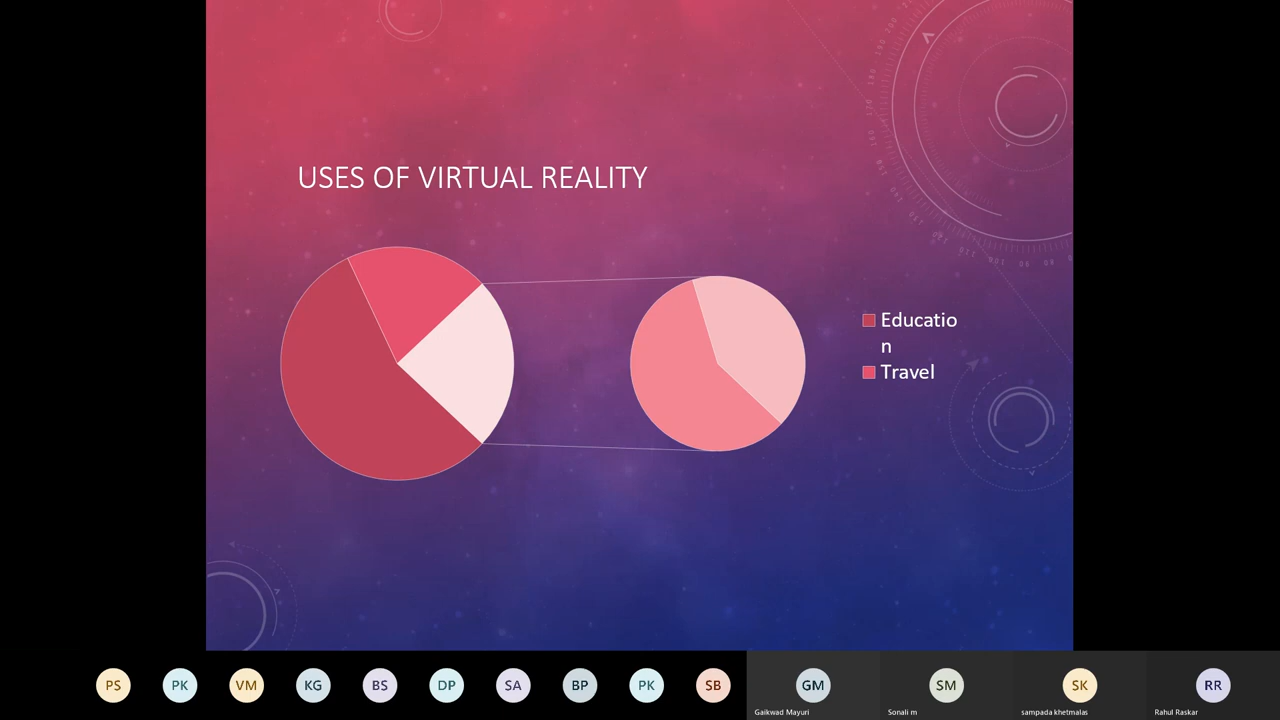 USES OF VIRTUAL REALITY
Educatio
n
Travel
PS
PK
VM
KG
BS
DP
SA
BP
PK
SB
GM
SM
SK
RR
Gaikwad Mayuri
Sonali m
sampada khetmalas
Rahul Raskar